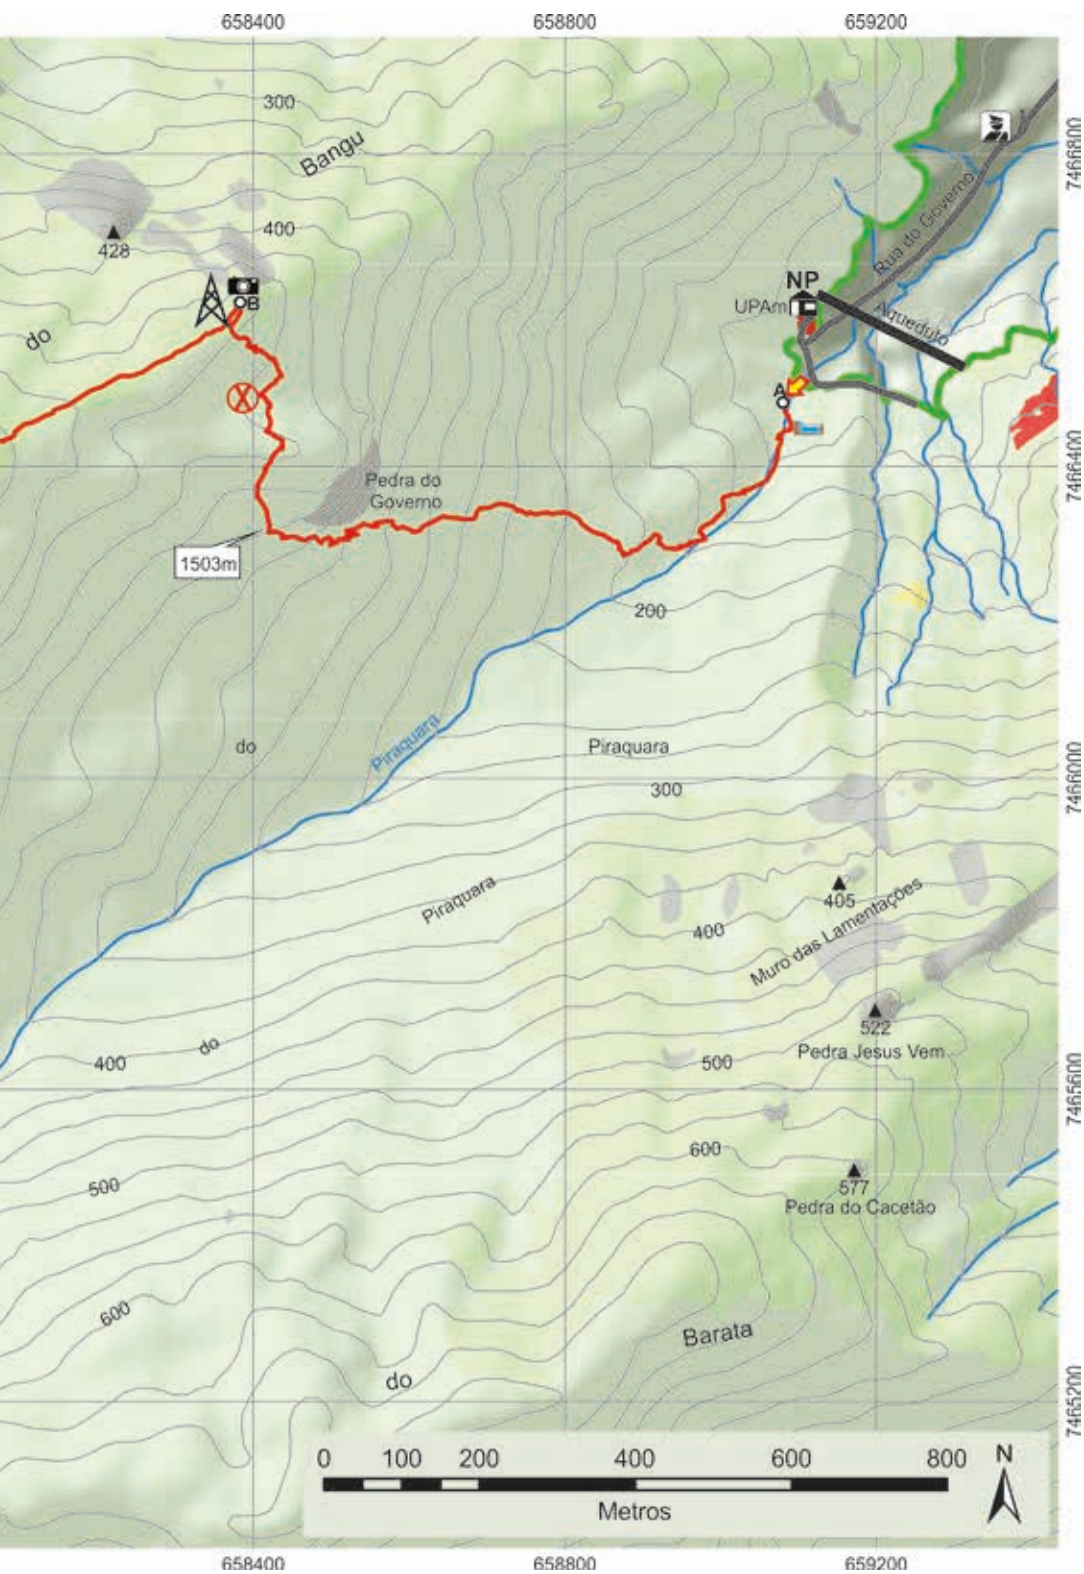 658400 658800 659200
300
Bangu
7466800
400
428
Rua do Governo
NP
UPAm
Aqueduto
B
do
A
Pedra do
Governo
7466400
1503m
200
Piraquara
do
Piraquara
300
7466000
405
Piraquara
400
Muro das Lamentações
522
Pedra Jesus Vem
do
400
500
7465600
600
500
577
Pedra do Cacetão
600
Barata
do
7465200
0 100 200 400 600 800
N
Metros
658400 658800 659200